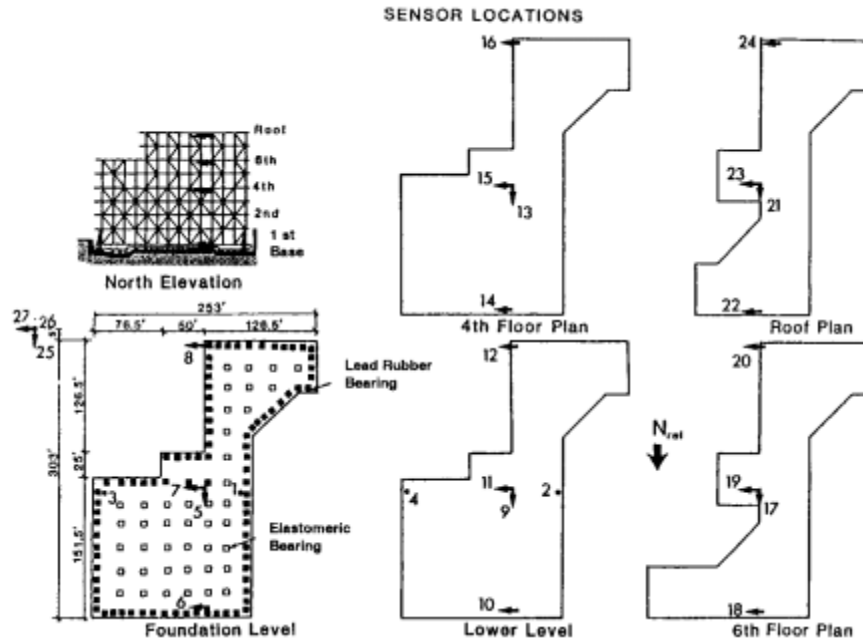 SENSOR LOCATIONS
16
24
Roof
6th
4th
2nd
1 st
Base
North Elevation
15
13
14
4th Floor Plan
23
21
22
Roof Plan
253'
76.5'
50'
126.5'
27
26
5'
25
8
Lead Rubber
Bearing
126.5'
303'
25'
151.5'
3
7
5
1
Elastomeric
Bearing
6
Foundation Level
12
4
11
9
2
10
Lower Level
20
Nref
19
17
18
6th Floor Plan